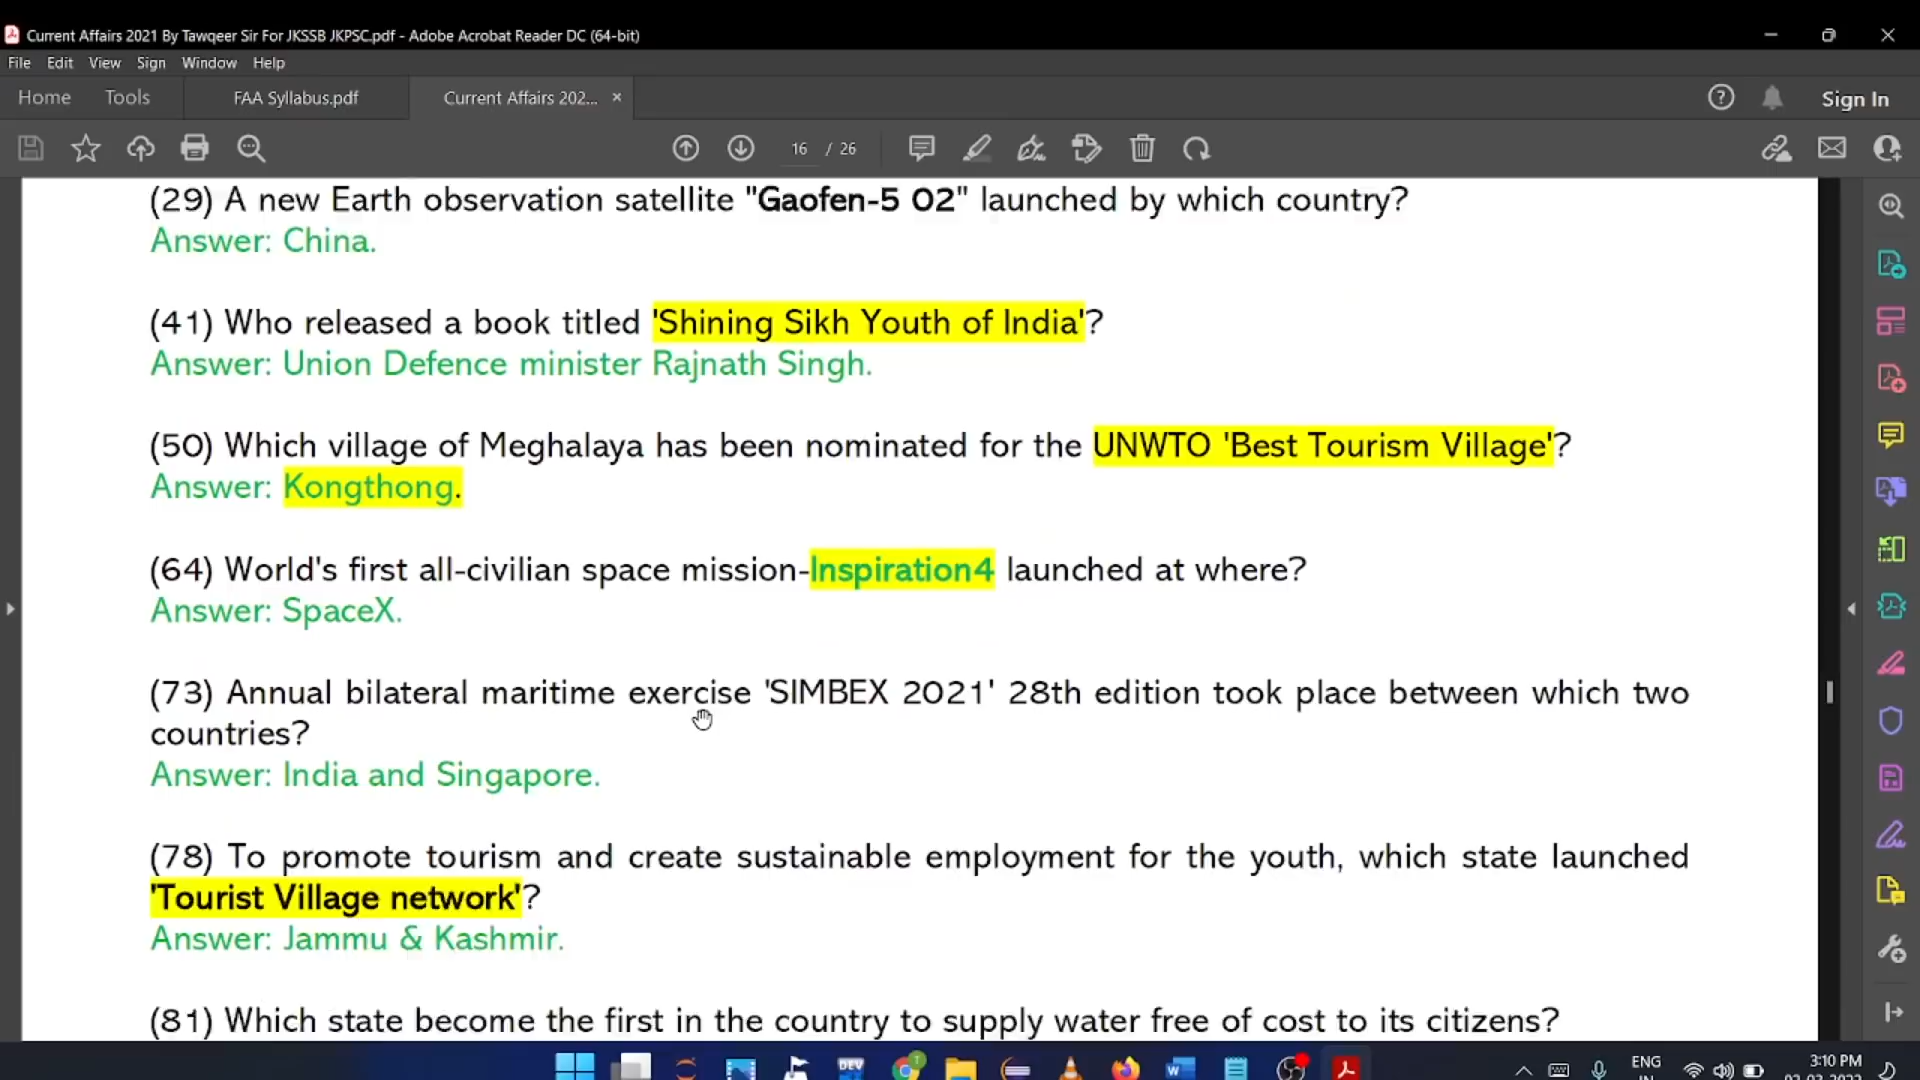 Current Affairs 2021 By Tawqeer Sir For JKSSB JKPSC.pdf - Adobe Acrobat Reader DC (64-bit)
File Edit View Sign Window Help
Home Tools FAA Syllabus.pdf Current Affairs 202... × Sign In
16 / 26
(29) A new Earth observation satellite "Gaofen-5 02" launched by which country?
Answer: China.
(41) Who released a book titled 'Shining Sikh Youth of India'?
Answer: Union Defence minister Rajnath Singh.
(50) Which village of Meghalaya has been nominated for the UNWTO 'Best Tourism Village'?
Answer: Kongthong.
(64) World's first all-civilian space mission-Inspiration4 launched at where?
Answer: SpaceX.
(73) Annual bilateral maritime exercise 'SIMBEX 2021' 28th edition took place between which two
countries?
Answer: India and Singapore.
(78) To promote tourism and create sustainable employment for the youth, which state launched
'Tourist Village network'?
Answer: Jammu & Kashmir.
(81) Which state become the first in the country to supply water free of cost to its citizens?
DEV
ENG
IN
3:10 PM